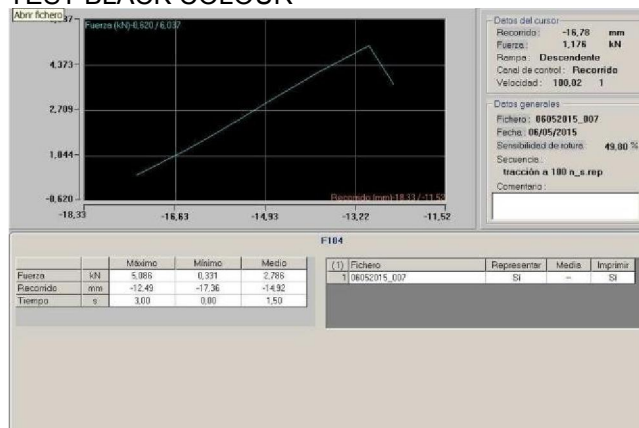 TEST BLACK COLOUR
Abrir fichero
Fuerza (kN)-0,620 / 6,037
4,373
2,709
1,044
-0,620
Recorrido (mm)-18,33 / -11,52
-18,33 -16,63 -14,93 -13,22 -11,52
Datos del cursor
Recorrido: -16,78 mm
Fuerza: 1,176 kN
Rampa: Descendente
Canal de control: Recorrido
Velocidad: 100,02 1
Datos generales
Fichero: 06052015_007
Fecha: 06/05/2015
Sensibilidad de rotura: 49,00 %
Secuencia:
tracción a 100 n_s.rep
Comentario:
F104
Máximo Mínimo Medio
Fuerza kN 5,086 0,331 2,786
Recorrido mm -12,49 -17,36 -14,92
Tiempo s 3,00 0,00 1,50
(1) Fichero Representar Media Imprimir
1 06052015_007 Sí – Sí